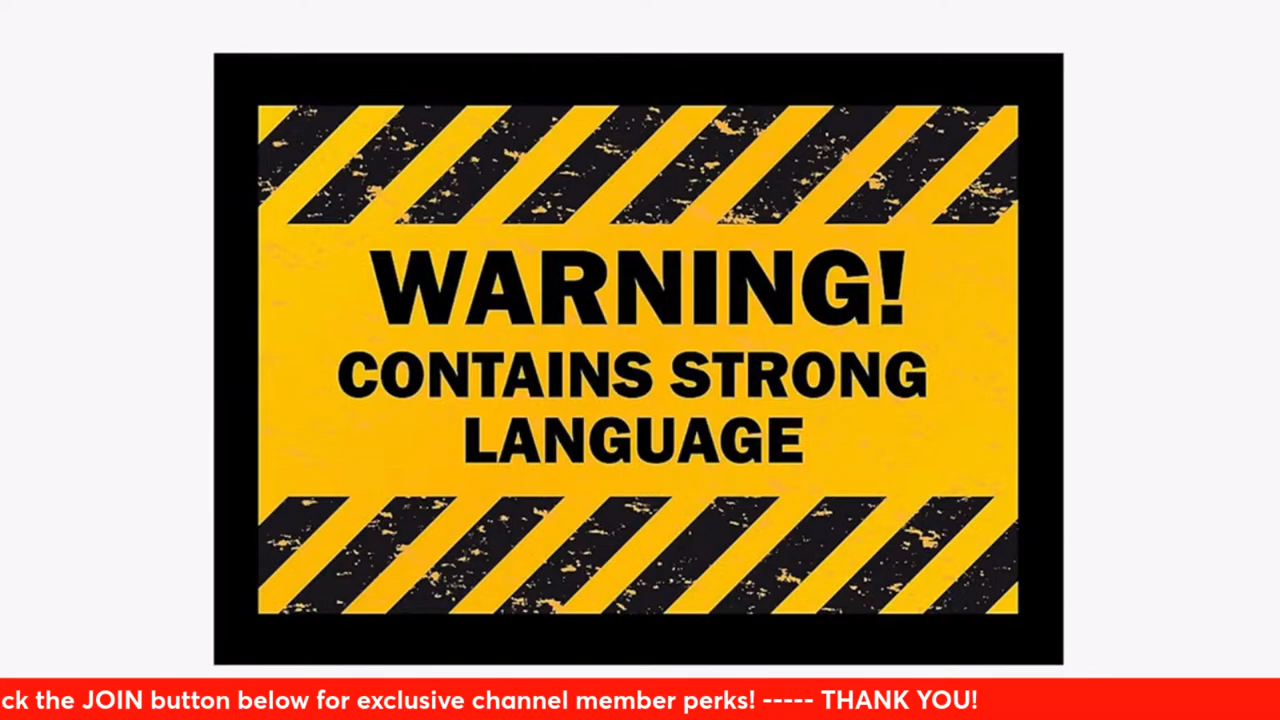 WARNING!
CONTAINS STRONG
LANGUAGE
ck the JOIN button below for exclusive channel member perks! ----- THANK YOU!